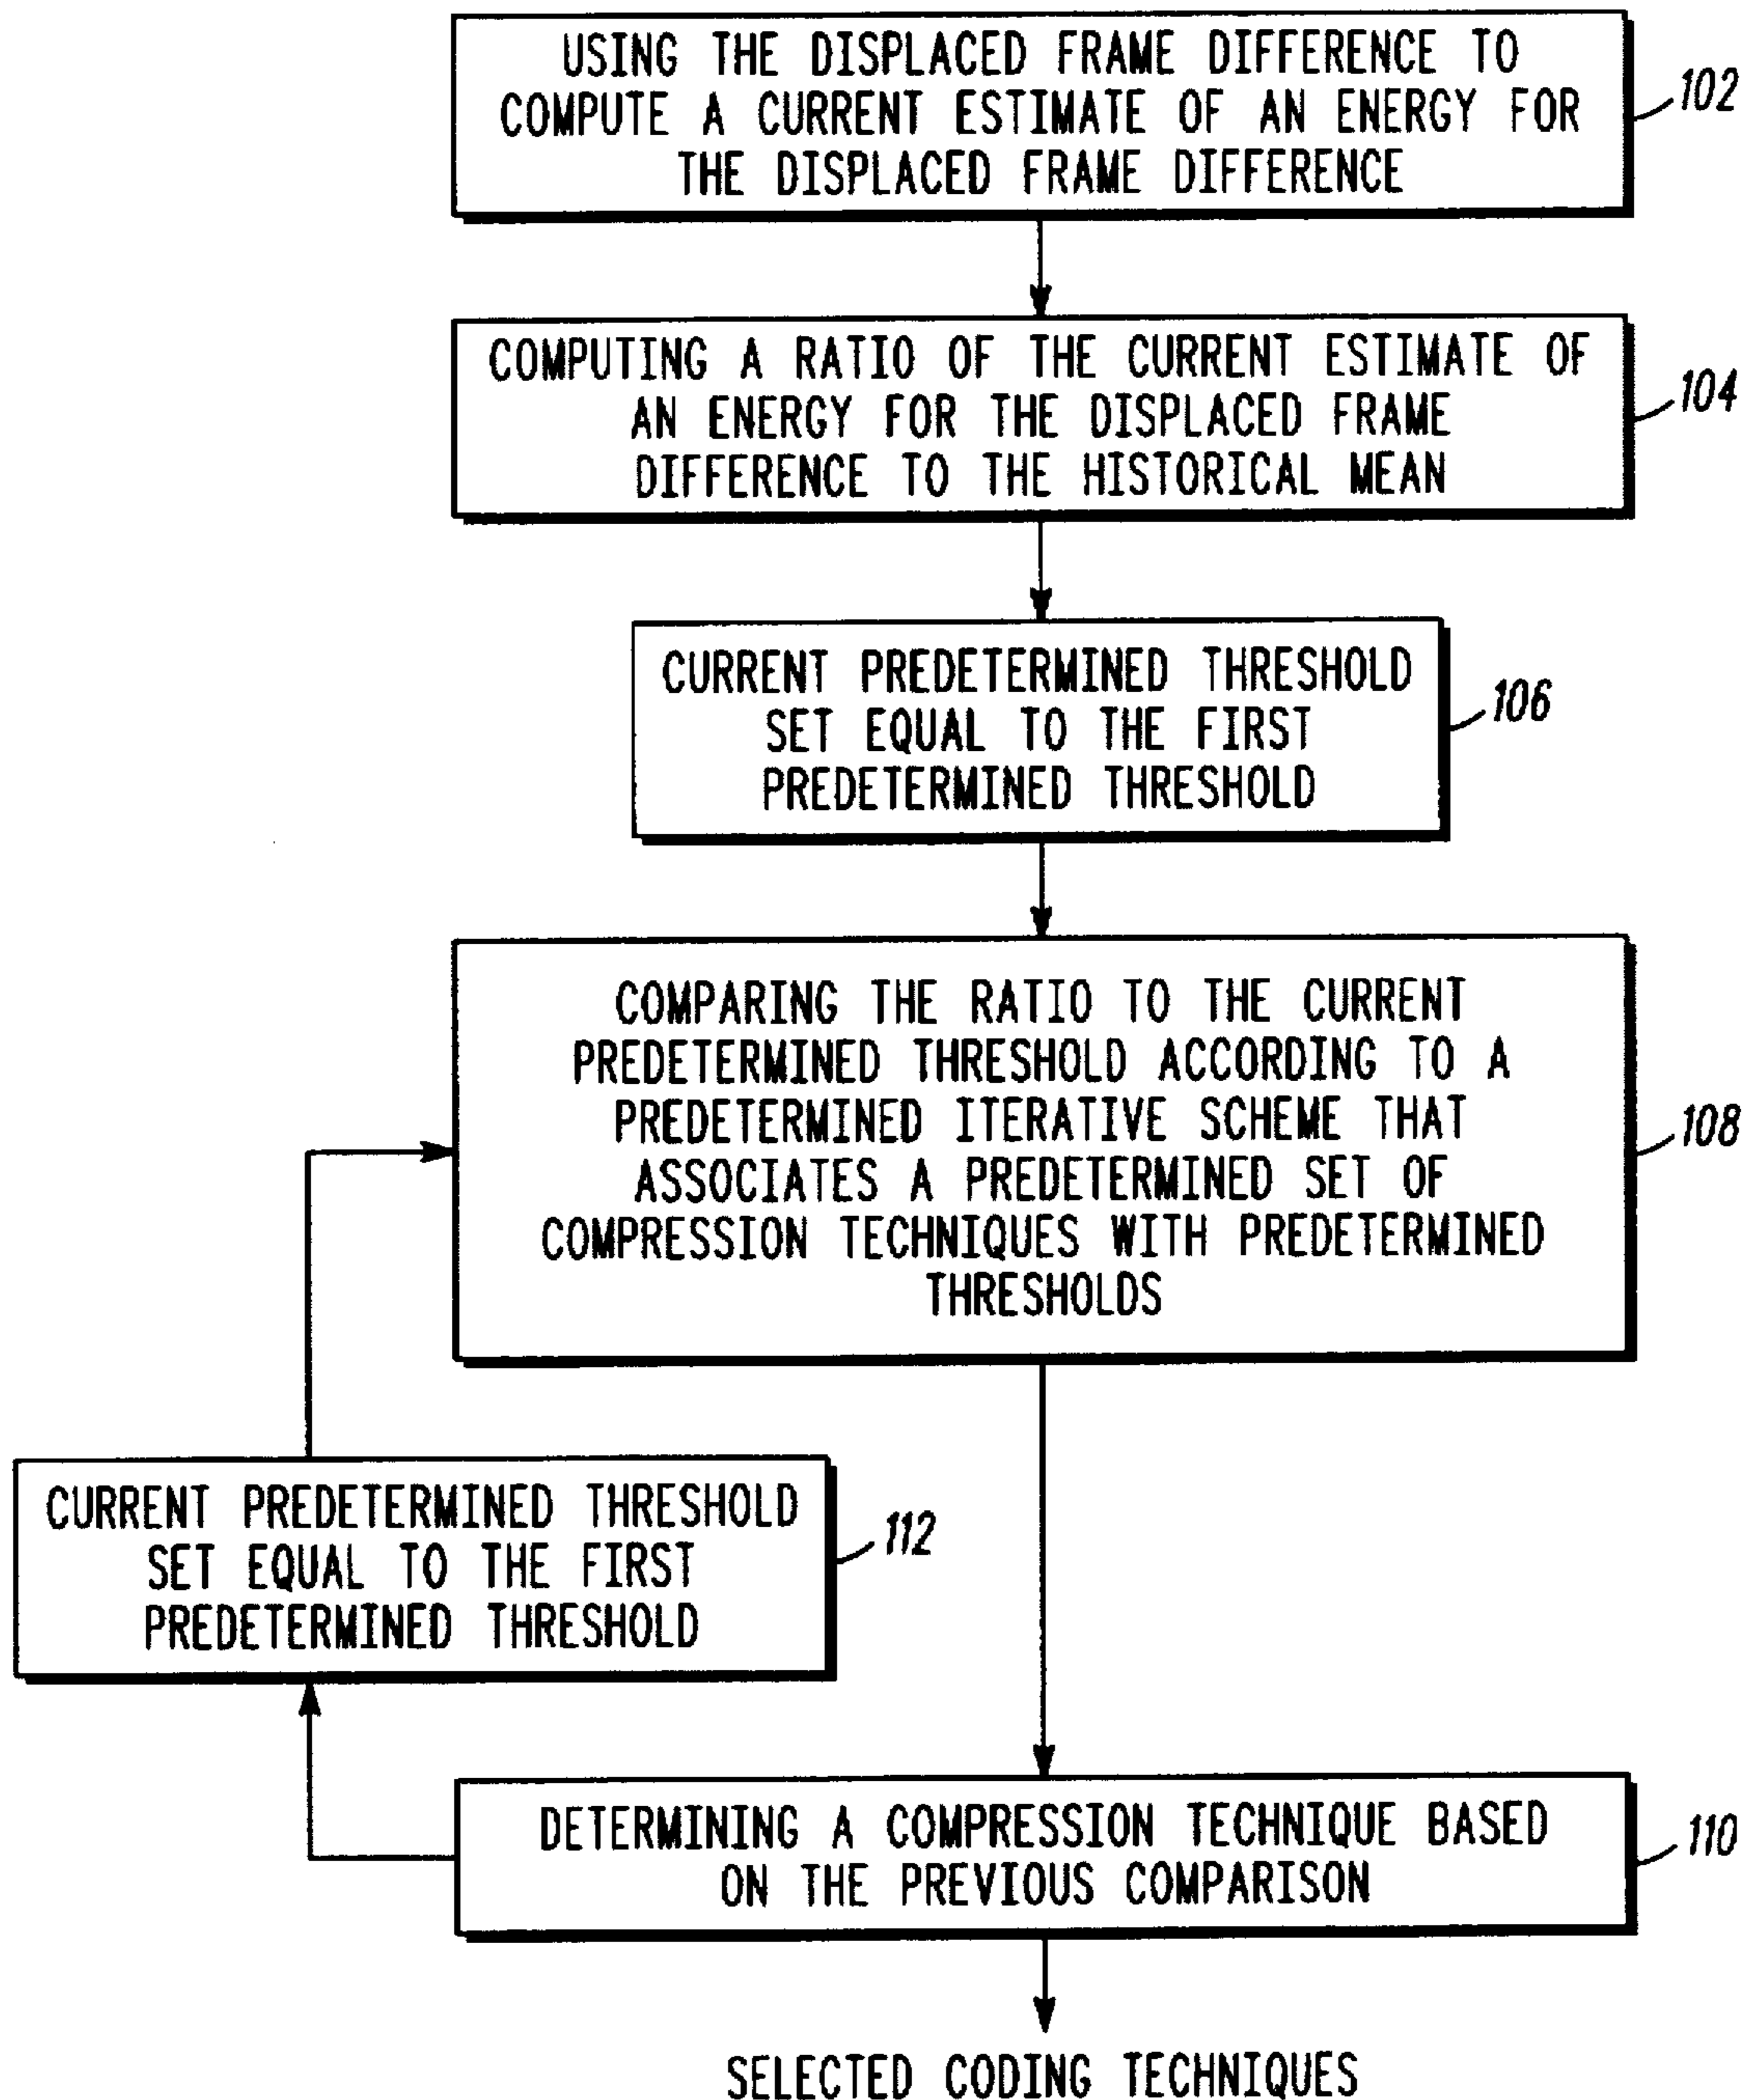 USING THE DISPLACED FRAME DIFFERENCE TO
COMPUTE A CURRENT ESTIMATE OF AN ENERGY FOR
THE DISPLACED FRAME DIFFERENCE
102
COMPUTING A RATIO OF THE CURRENT ESTIMATE OF
AN ENERGY FOR THE DISPLACED FRAME
DIFFERENCE TO THE HISTORICAL MEAN
104
CURRENT PREDETERMINED THRESHOLD
SET EQUAL TO THE FIRST
PREDETERMINED THRESHOLD
106
COMPARING THE RATIO TO THE CURRENT
PREDETERMINED THRESHOLD ACCORDING TO A
PREDETERMINED ITERATIVE SCHEME THAT
ASSOCIATES A PREDETERMINED SET OF
COMPRESSION TECHNIQUES WITH PREDETERMINED
THRESHOLDS
108
CURRENT PREDETERMINED THRESHOLD
SET EQUAL TO THE FIRST
PREDETERMINED THRESHOLD
112
DETERMINING A COMPRESSION TECHNIQUE BASED
ON THE PREVIOUS COMPARISON
110
SELECTED CODING TECHNIQUES